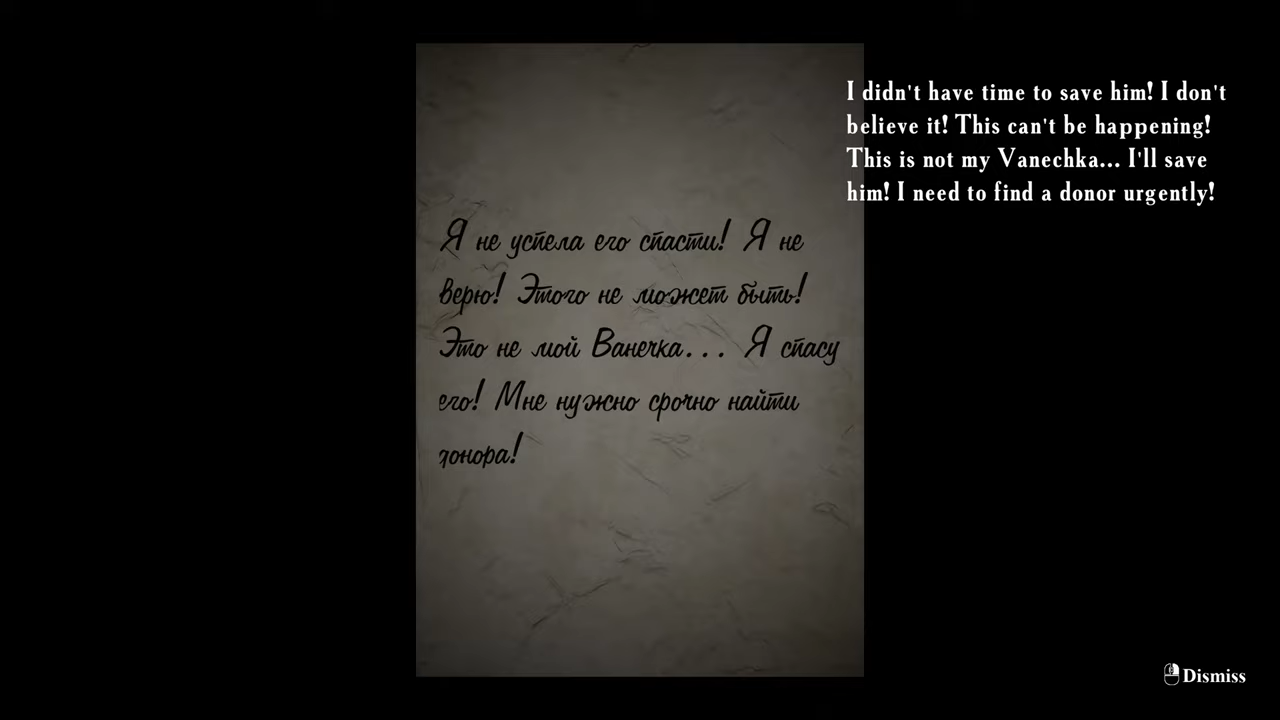 Я не успела его спасти! Я не
верю! Этого не может быть!
Это не мой Ванечка... Я спасу
его! Мне нужно срочно найти
донора!
I didn't have time to save him! I don't
believe it! This can't be happening!
This is not my Vanechka... I'll save
him! I need to find a donor urgently!
Dismiss